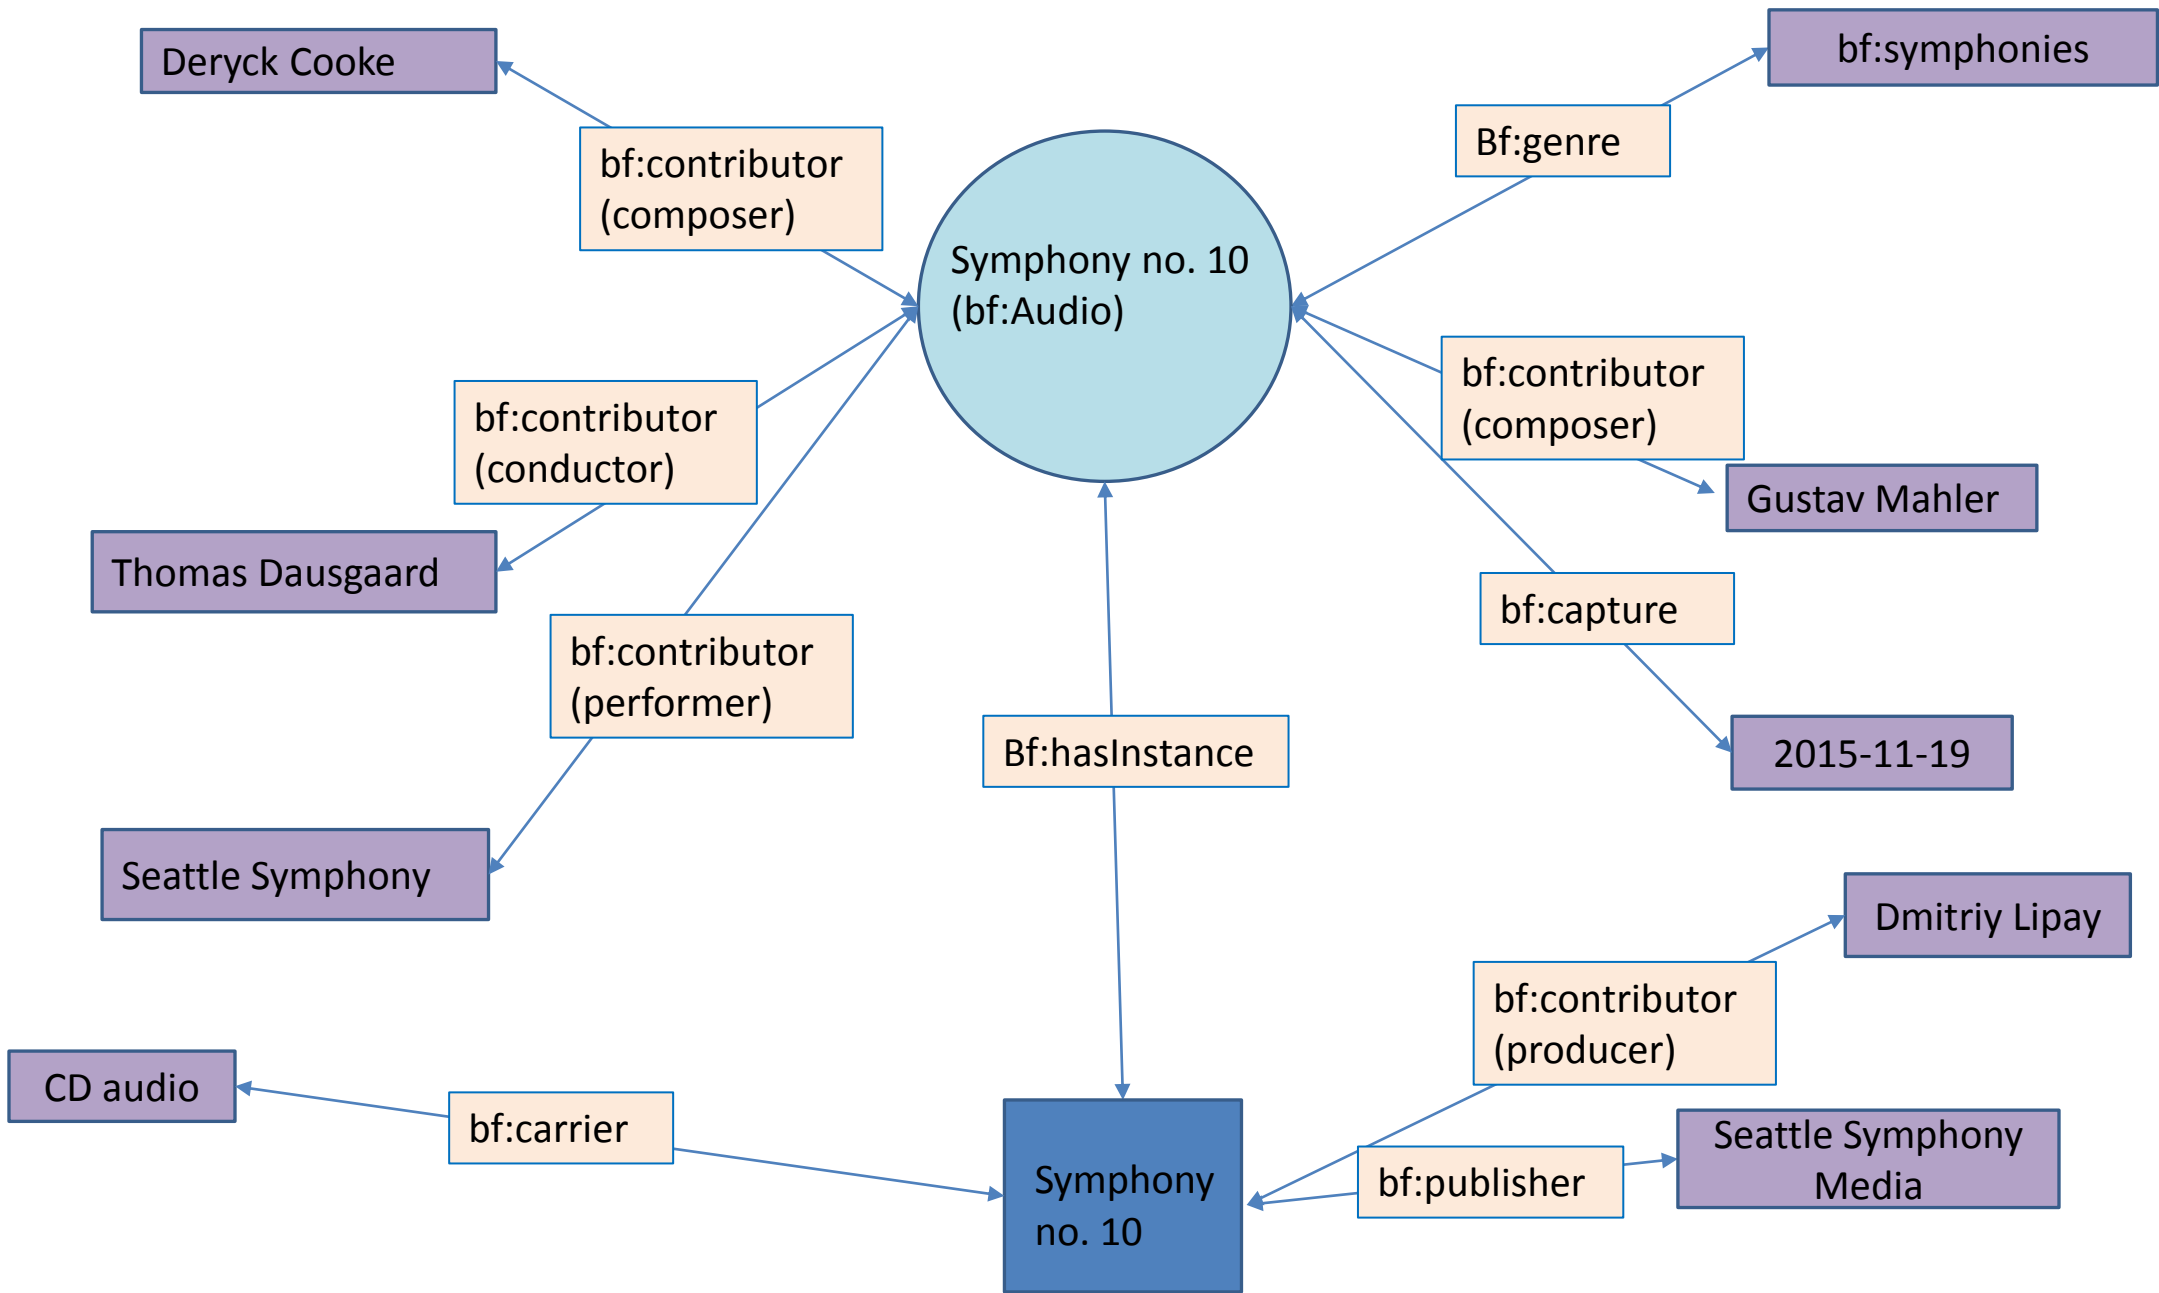 Deryck Cooke
bf:symphonies
Bf:genre
bf:contributor
(composer)
Symphony no. 10
(bf:Audio)
bf:contributor
(composer)
bf:contributor
(conductor)
Gustav Mahler
Thomas Dausgaard
bf:capture
bf:contributor
(performer)
Bf:hasInstance
2015-11-19
Seattle Symphony
Dmitriy Lipay
bf:contributor
(producer)
CD audio
bf:carrier
Seattle Symphony
Media
bf:publisher
Symphony
no. 10